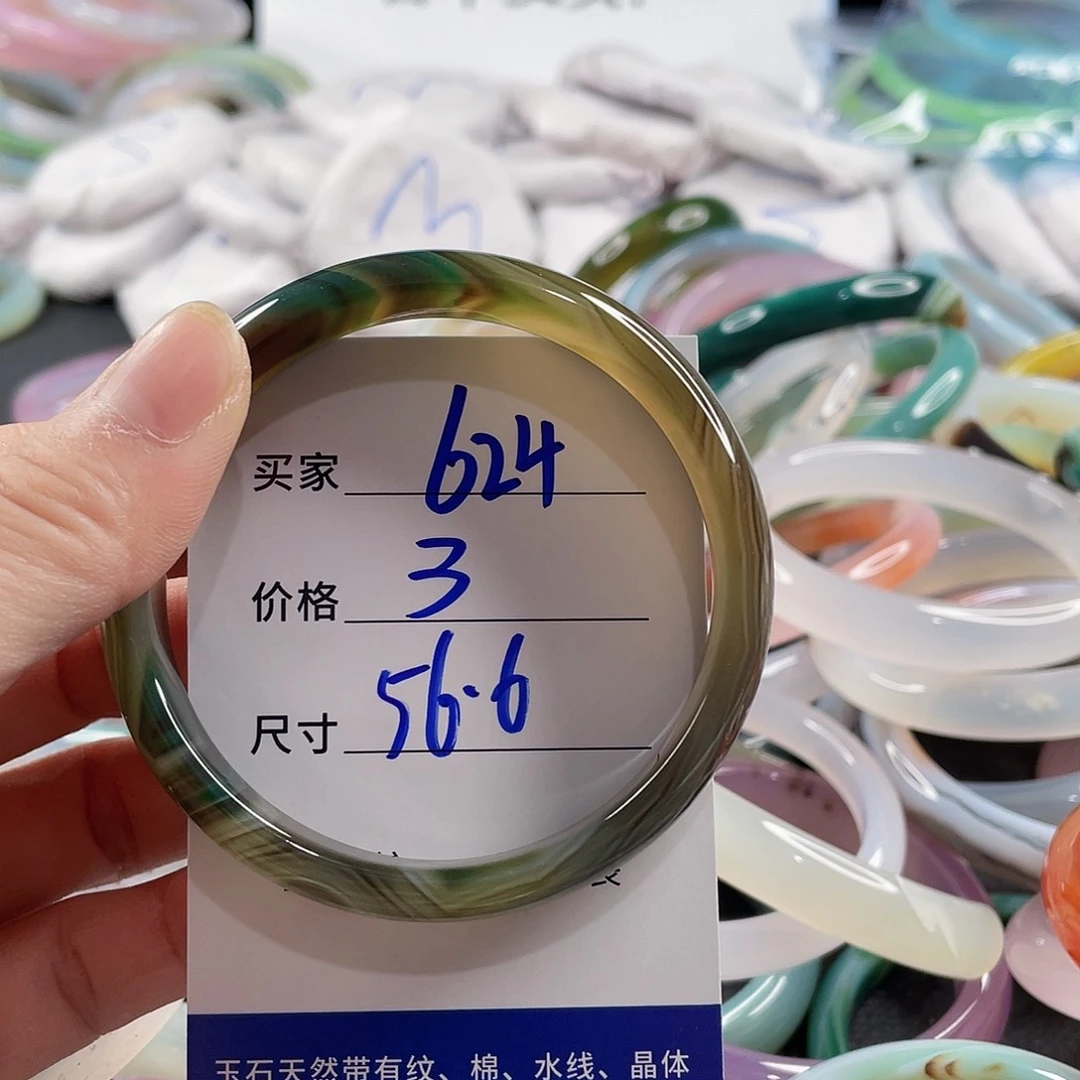 买家 624
价格 3
尺寸 56.6
玉石天然带有纹、棉、水线、晶体